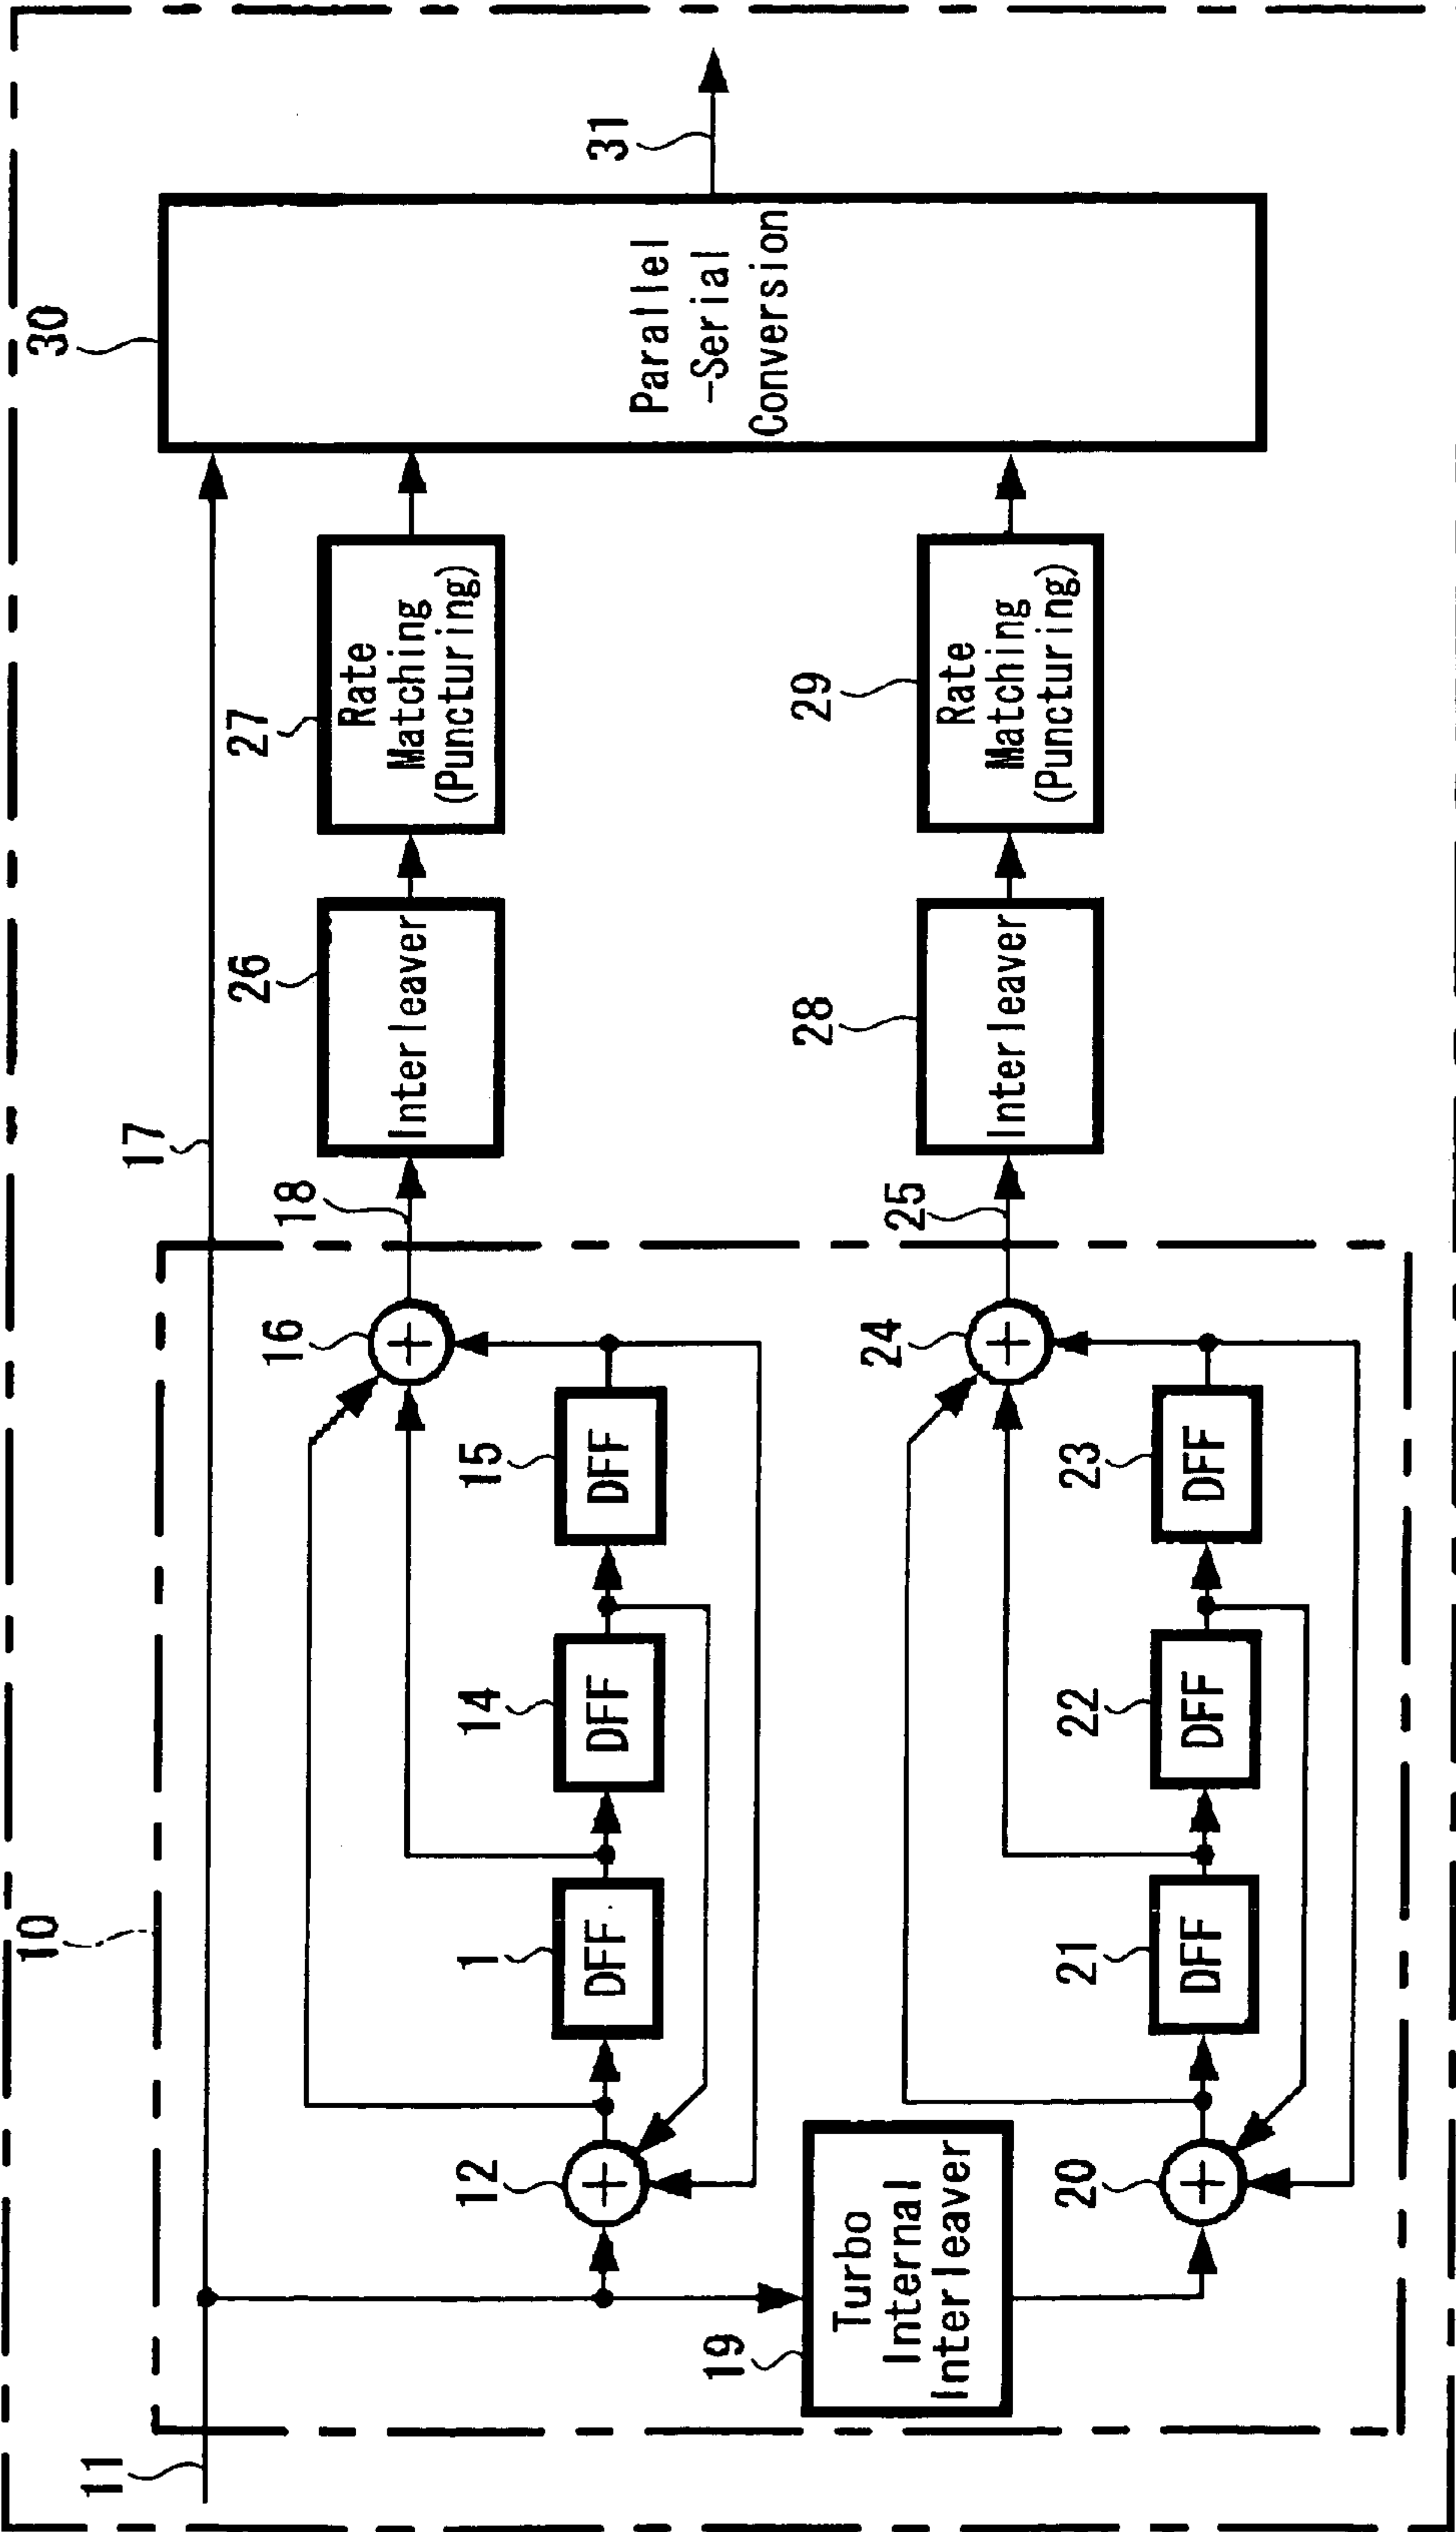 10
11
17
12
1
DFF
14
DFF
15
DFF
16
18
26
Interleaver
27
Rate
Matching
(Puncturing)
30
Parallel
-Serial
Conversion
31
19
Turbo
Internal
Interleaver
20
21
DFF
22
DFF
23
DFF
24
25
28
Interleaver
29
Rate
Matching
(Puncturing)